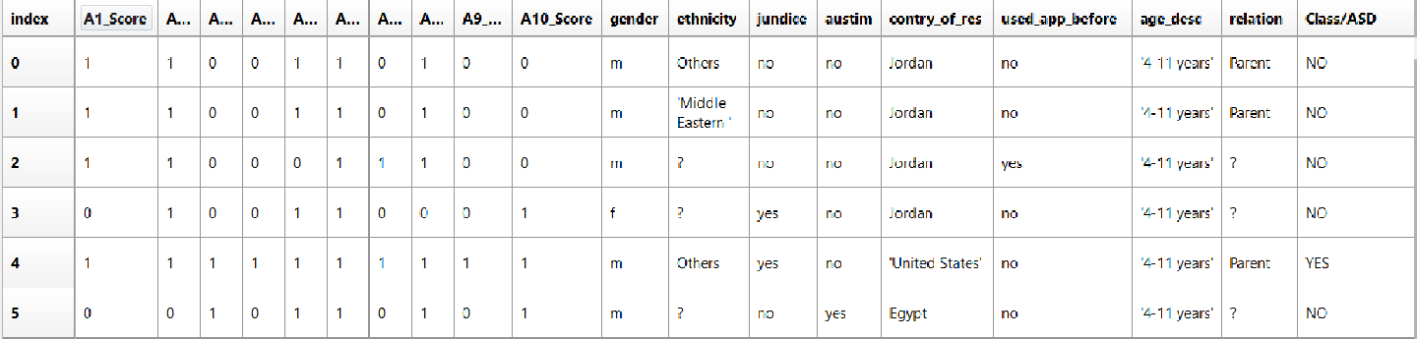 index A1_Score A... A... A... A... A... A... A... A9_... A10_Score gender ethnicity jundice austim contry_of_res used_app_before age_desc relation Class/ASD
0 1 1 0 0 1 1 0 1 0 0 m Others no no Jordan no '4-11 years' Parent NO
1 1 1 0 0 1 1 0 1 0 0 m 'Middle Eastern ' no no Jordan no '4-11 years' Parent NO
2 1 1 0 0 0 1 1 1 0 0 m ? no no Jordan yes '4-11 years' ? NO
3 0 1 0 0 1 1 0 0 0 1 f ? yes no Jordan no '4-11 years' ? NO
4 1 1 1 1 1 1 1 1 1 1 m Others yes no 'United States' no '4-11 years' Parent YES
5 0 0 1 0 1 1 0 1 0 1 m ? no yes Egypt no '4-11 years' ? NO